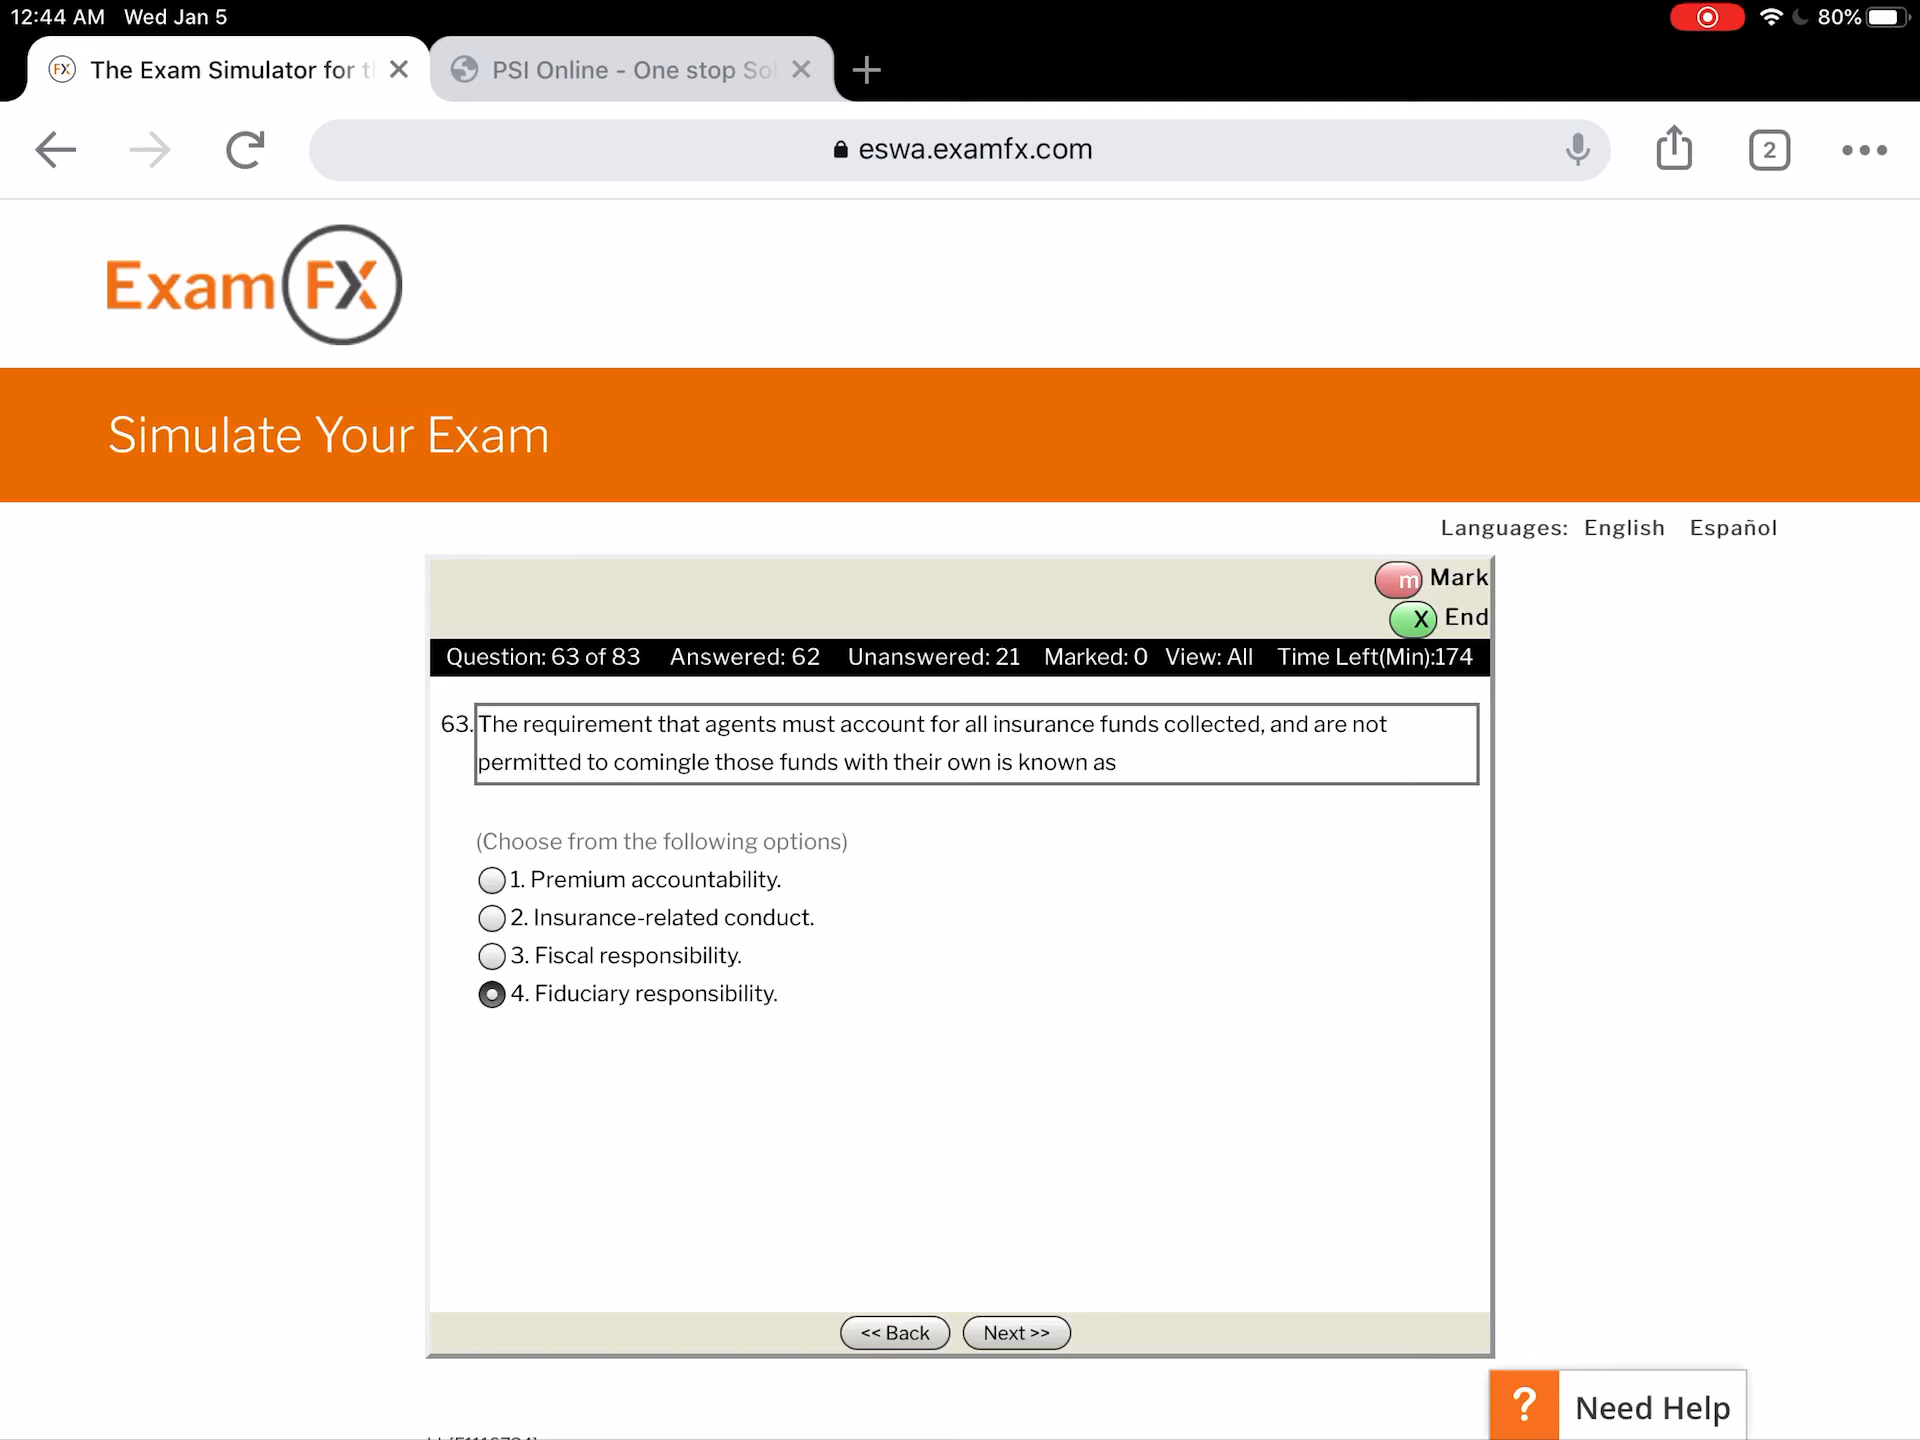 12:44 AM Wed Jan 5
80%
The Exam Simulator for
PSI Online - One stop
eswa.examfx.com
2
Exam FX
Simulate Your Exam
Languages: English Español
m Mark
X End
Question: 63 of 83 Answered: 62 Unanswered: 21 Marked: 0 View: All Time Left(Min):174
63. The requirement that agents must account for all insurance funds collected, and are not
permitted to comingle those funds with their own is known as
(Choose from the following options)
1. Premium accountability.
2. Insurance-related conduct.
3. Fiscal responsibility.
4. Fiduciary responsibility.
<< Back Next >>
? Need Help